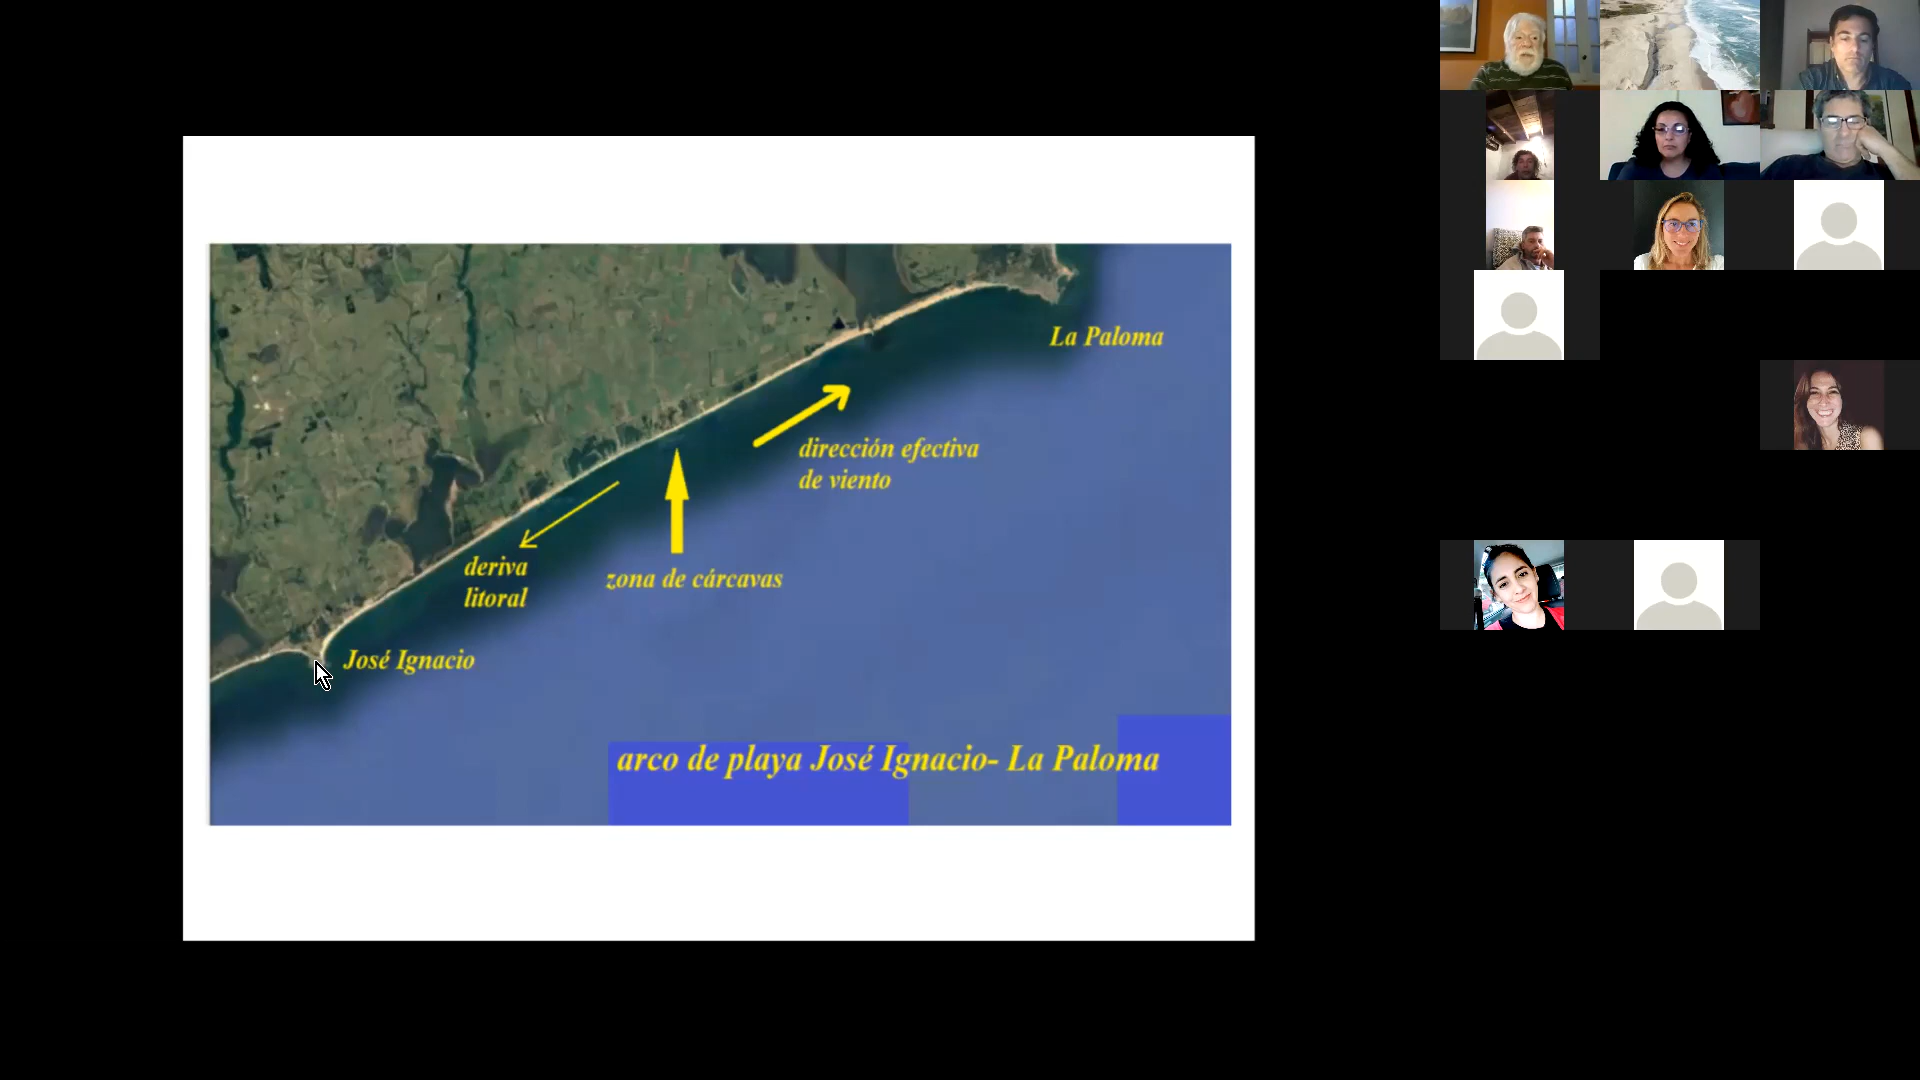 La Paloma
dirección efectiva
de viento
deriva
litoral
zona de cárcavas
José Ignacio
arco de playa José Ignacio- La Paloma